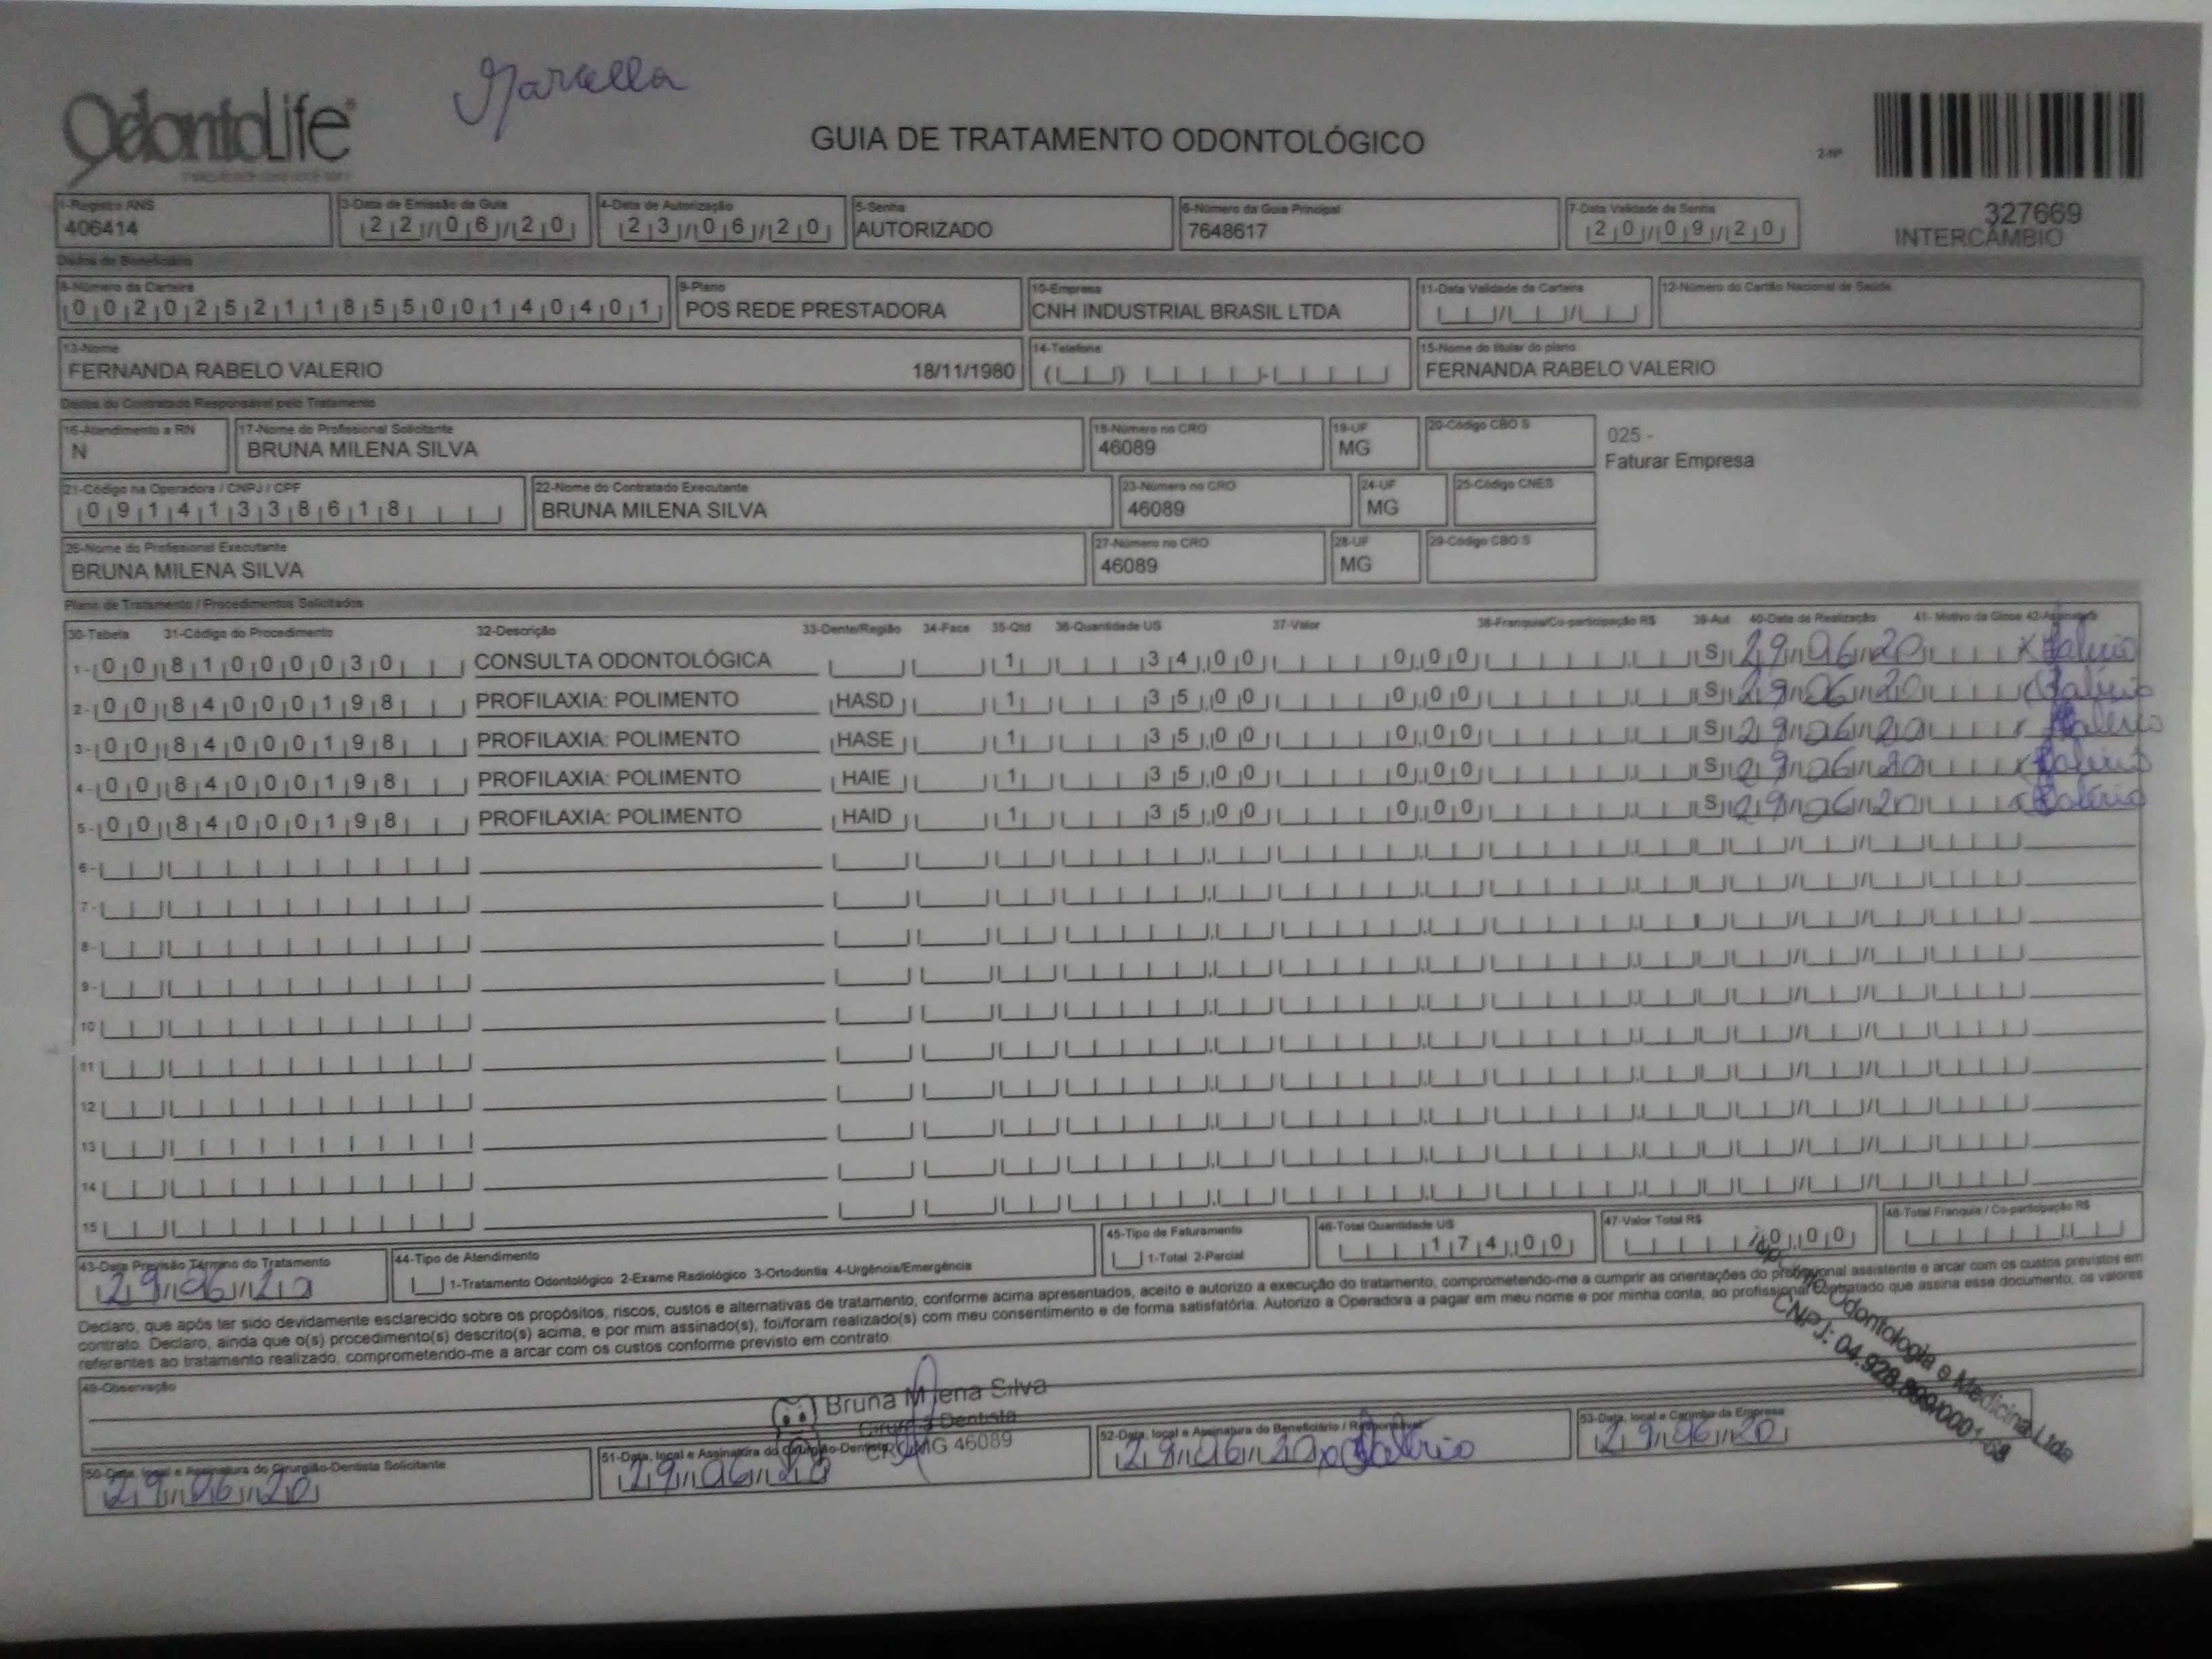 Marcella
OdontoLife
GUIA DE TRATAMENTO ODONTOLÓGICO
2-Nº
327669
INTERCÂMBIO
1-Registro ANS
406414
3-Data de Emissão da Guia
22/06/20
4-Data de Autorização
23/06/20
5-Senha
AUTORIZADO
6-Número da Guia Principal
7648617
7-Data Validade da Senha
20/09/20
Dados do Beneficiário
8-Número da Carteira
00202521185500140401
9-Plano
POS REDE PRESTADORA
10-Empresa
CNH INDUSTRIAL BRASIL LTDA
11-Data Validade da Carteira
12-Número do Cartão Nacional de Saúde
13-Nome
FERNANDA RABELO VALERIO 18/11/1980
14-Telefone
15-Nome do titular do plano
FERNANDA RABELO VALERIO
Dados do Contratado Responsável pelo Tratamento
16-Atendimento a RN
N
17-Nome do Profissional Solicitante
BRUNA MILENA SILVA
18-Número no CRO
46089
19-UF
MG
20-Código CBO S
025 -
Faturar Empresa
21-Código na Operadora / CNPJ / CPF
09141338618
22-Nome do Contratado Executante
BRUNA MILENA SILVA
23-Número no CRO
46089
24-UF
MG
25-Código CNES
26-Nome do Profissional Executante
BRUNA MILENA SILVA
27-Número no CRO
46089
28-UF
MG
29-Código CBO S
Plano de Tratamento / Procedimentos Solicitados
30-Tabela 31-Código do Procedimento 32-Descrição 33-Dente/Região 34-Face 35-Qtd 36-Quantidade US 37-Valor 38-Franquia/Co-participação R$ 39-Aut 40-Data de Realização 41- Motivo da Glosa 42-Assinatura
1- 00 81000030 CONSULTA ODONTOLÓGICA 1 34,00 0,00 S 29/06/20 x Valerio
2- 00 84000198 PROFILAXIA: POLIMENTO HASD 1 35,00 0,00 S 29/06/20 x Valerio
3- 00 84000198 PROFILAXIA: POLIMENTO HASE 1 35,00 0,00 S 29/06/20 x Valerio
4- 00 84000198 PROFILAXIA: POLIMENTO HAIE 1 35,00 0,00 S 29/06/20 x Valerio
5- 00 84000198 PROFILAXIA: POLIMENTO HAID 1 35,00 0,00 S 29/06/20 x Valerio
6-
7-
8-
9-
10
11
12
13
14
15
43-Data Previsão Término do Tratamento
29/06/20
44-Tipo de Atendimento
1-Tratamento Odontológico 2-Exame Radiológico 3-Ortodontia 4-Urgência/Emergência
45-Tipo de Faturamento
1-Total 2-Parcial
46-Total Quantidade US
174,00
47-Valor Total R$
0,00
48-Total Franquia / Co-participação R$
Declaro, que após ter sido devidamente esclarecido sobre os propósitos, riscos, custos e alternativas de tratamento, conforme acima apresentados, aceito e autorizo a execução do tratamento, comprometendo-me a cumprir as orientações do profissional assistente e arcar com os custos previstos em
contrato. Declaro, ainda que o(s) procedimento(s) descrito(s) acima, e por mim assinado(s), foi/foram realizado(s) com meu consentimento e de forma satisfatória. Autorizo a Operadora a pagar em meu nome e por minha conta, ao profissional contratado que assina esse documento, os valores
referentes ao tratamento realizado, comprometendo-me a arcar com os custos conforme previsto em contrato.
49-Observação
Bruna Milena Silva
Cirurgiã Dentista
CRO/MG 46089
Odontologia e Medicina Ltda
50-Data, local e Assinatura do Cirurgião-Dentista Solicitante
29/06/20
51-Data, local e Assinatura do Cirurgião-Dentista
29/06/20
52-Data, local e Assinatura do Beneficiário / Responsável
29/06/20 x Valerio
53-Data, local e Carimbo da Empresa
29/06/20